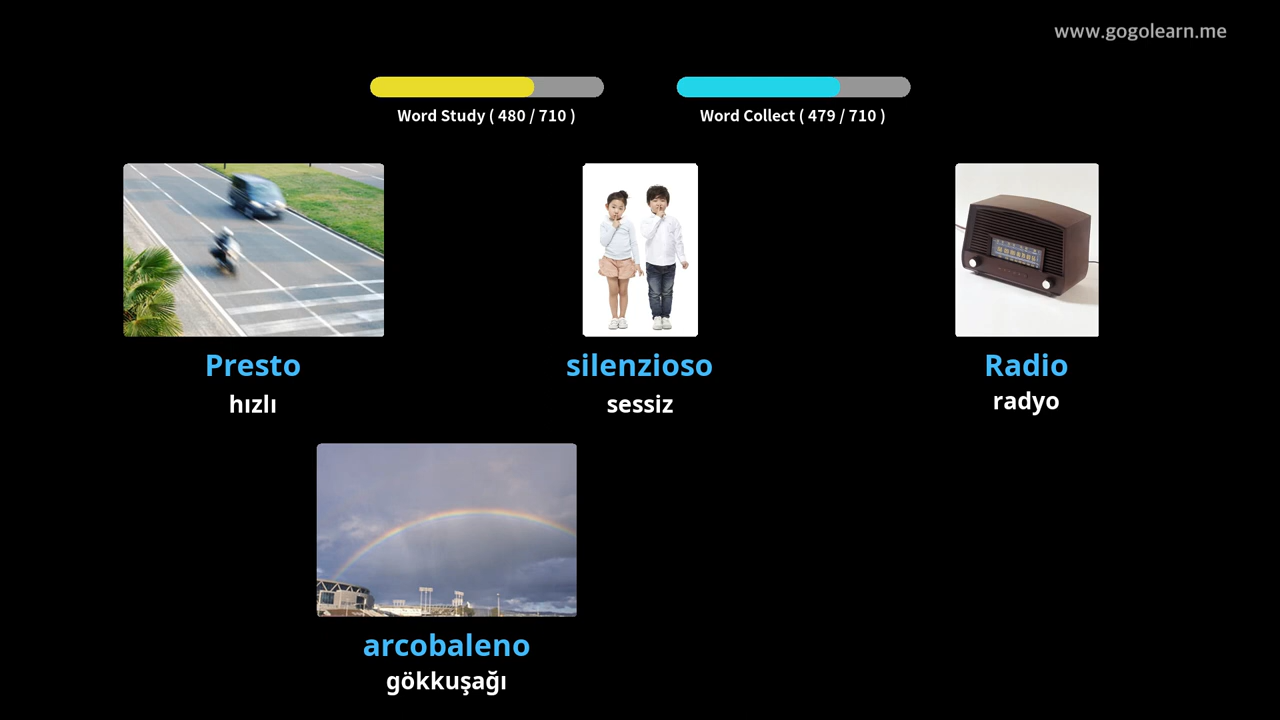 www.gogolearn.me
Word Study ( 480 / 710 )
Word Collect ( 479 / 710 )
Presto
hızlı
silenzioso
sessiz
Radio
radyo
arcobaleno
gökkuşağı